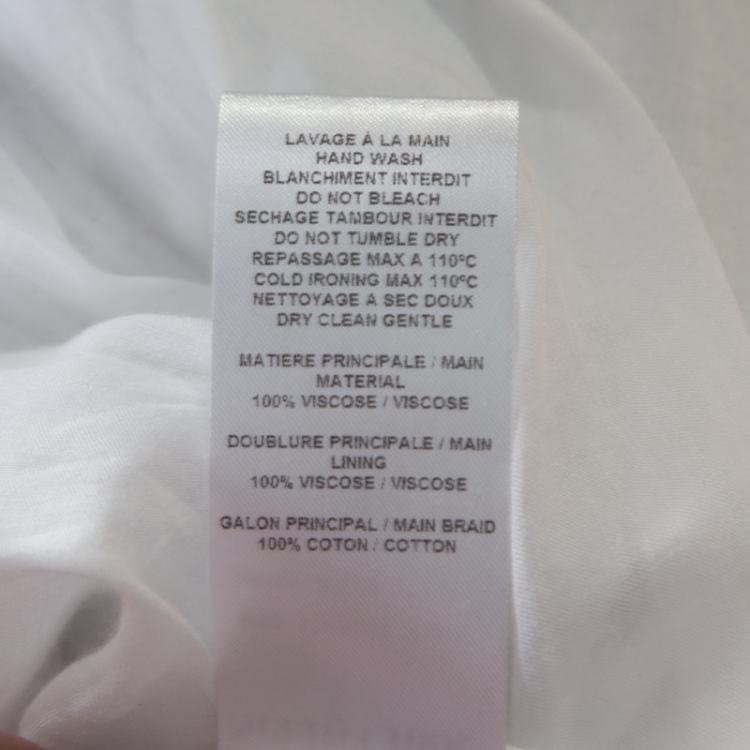 LAVAGE À LA MAIN
HAND WASH
BLANCHIMENT INTERDIT
DO NOT BLEACH
SECHAGE TAMBOUR INTERDIT
DO NOT TUMBLE DRY
REPASSAGE MAX A 110ºC
COLD IRONING MAX 110ºC
NETTOYAGE A SEC DOUX
DRY CLEAN GENTLE
MATIERE PRINCIPALE / MAIN
MATERIAL
100% VISCOSE / VISCOSE
DOUBLURE PRINCIPALE / MAIN
LINING
100% VISCOSE / VISCOSE
GALON PRINCIPAL / MAIN BRAID
100% COTON / COTTON